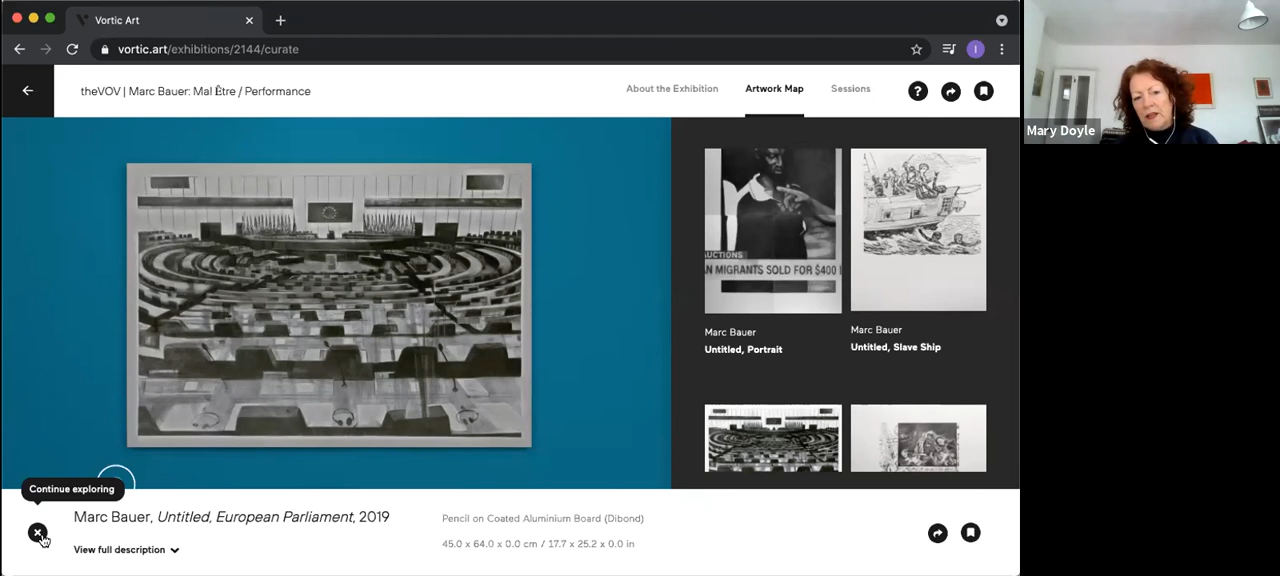 Vortic Art
vortic.art/exhibitions/2144/curate
I
theVOV | Marc Bauer: Mal Être / Performance
About the Exhibition
Artwork Map
Sessions
?
Mary Doyle
AUCTIONS
AN MIGRANTS SOLD FOR $400
Marc Bauer
Untitled, Portrait
Marc Bauer
Untitled, Slave Ship
Continue exploring
Marc Bauer, Untitled, European Parliament, 2019
View full description
Pencil on Coated Aluminium Board (Dibond)
45.0 x 64.0 x 0.0 cm / 17.7 x 25.2 x 0.0 in